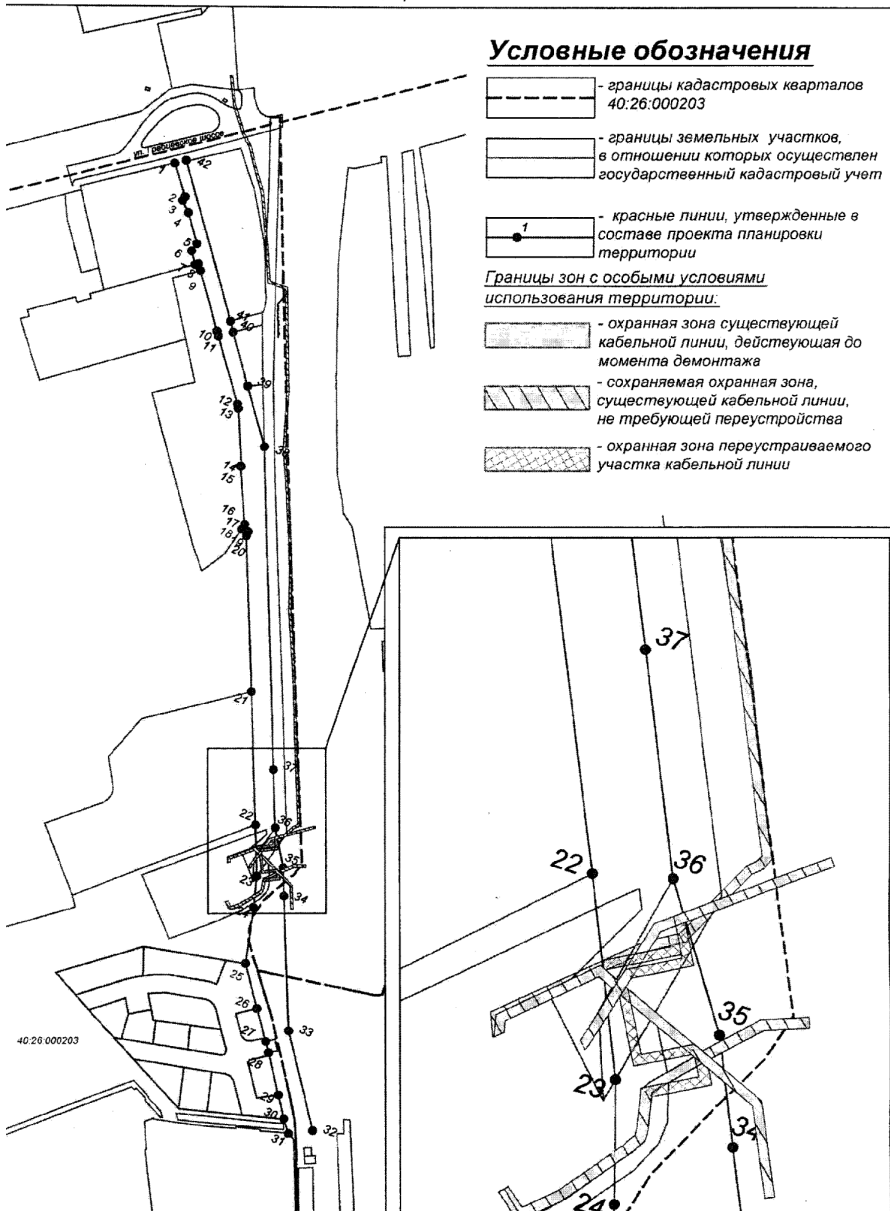 Условные обозначения
- границы кадастровых кварталов
40:26:000203
- границы земельных участков,
в отношении которых осуществлен
государственный кадастровый учет
1
- красные линии, утвержденные в
составе проекта планировки
территории
Границы зон с особыми условиями
использования территории:
- охранная зона существующей
кабельной линии, действующая до
момента демонтажа
- сохраняемая охранная зона,
существующей кабельной линии,
не требующей переустройства
- охранная зона переустраиваемого
участка кабельной линии
ул. шоссе
1
42
2
3
4
5
6
8
9
41
40
10
11
39
12
13
38
14
15
16
17
18
20
21
37
22
36
35
23
34
25
26
33
27
28
29
30
31
32
40:26:000203
37
22
36
35
23
34
24